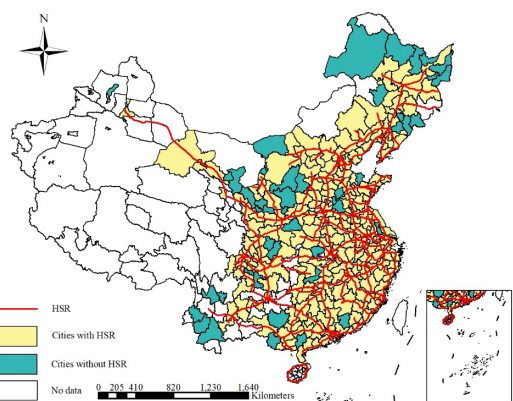 N
HSR
Cities with HSR
Cities without HSR
No data
0 205 410 820 1,230 1,640
Kilometers